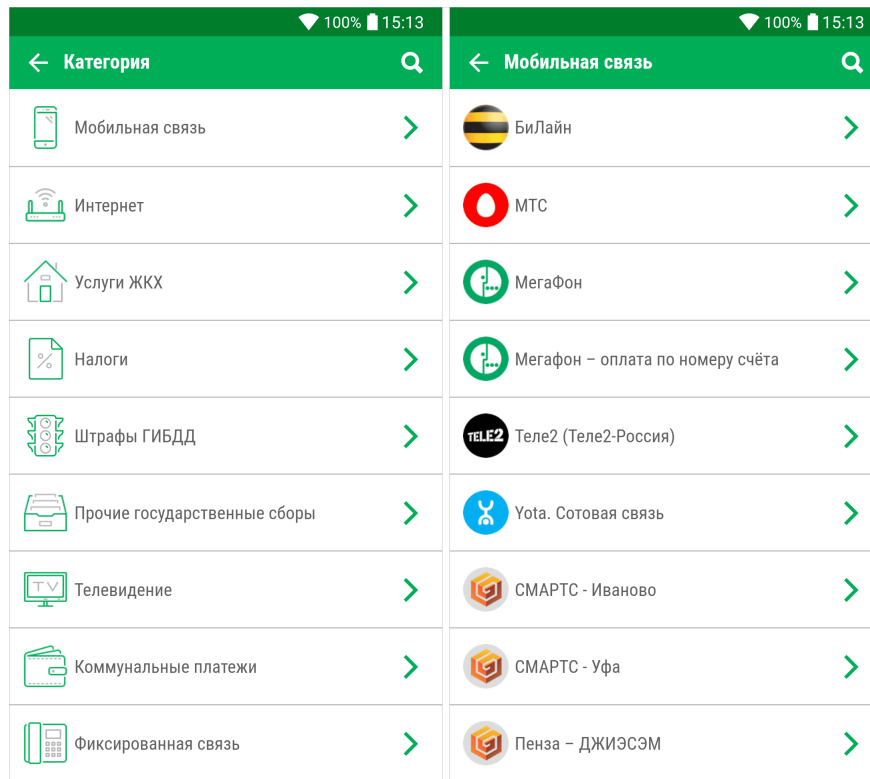 100% 15:13
Категория
Мобильная связь
Интернет
Услуги ЖКХ
%
Налоги
Штрафы ГИБДД
Прочие государственные сборы
TV
Телевидение
Коммунальные платежи
Фиксированная связь
100% 15:13
Мобильная связь
БиЛайн
МТС
МегаФон
Мегафон – оплата по номеру счёта
TELE2
Теле2 (Теле2-Россия)
Yota. Сотовая связь
СМАРТС - Иваново
СМАРТС - Уфа
Пенза – ДЖИЭСЭМ